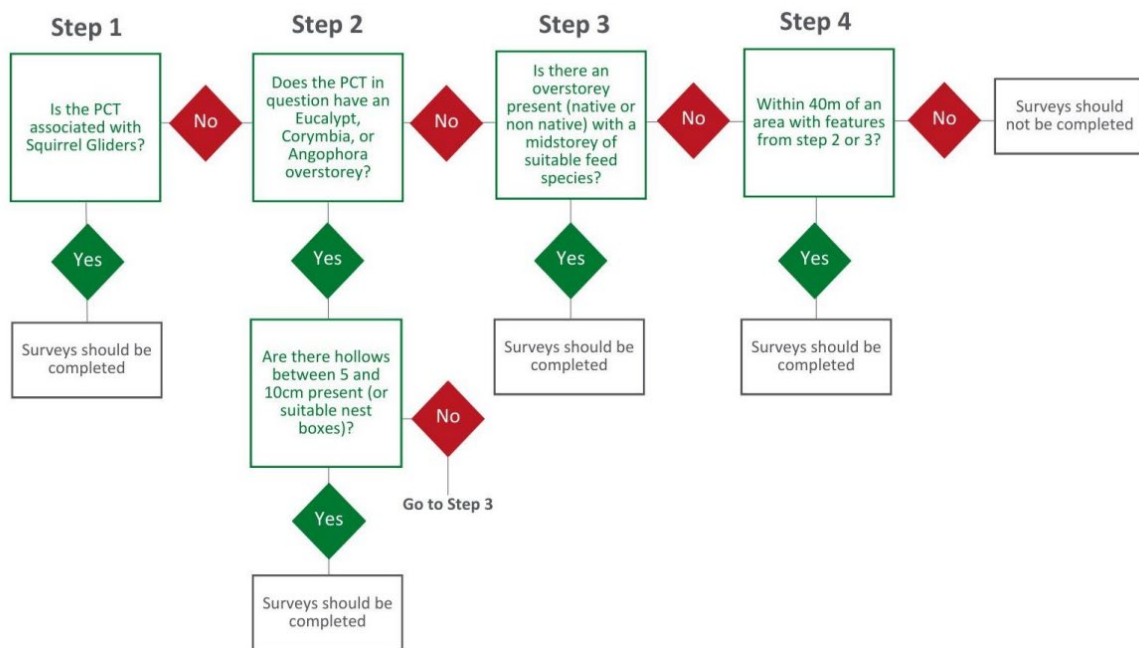 Step 1
Step 2
Step 3
Step 4
Is the PCT
associated with
Squirrel Gliders?
No
Does the PCT in
question have an
Eucalypt,
Corymbia, or
Angophora
overstorey?
No
Is there an
overstorey
present (native or
non native) with a
midstorey of
suitable feed
species?
No
Within 40m of an
area with features
from step 2 or 3?
No
Surveys should
not be completed
Yes
Yes
Yes
Yes
Surveys should be
completed
Are there hollows
between 5 and
10cm present (or
suitable nest
boxes)?
No
Go to Step 3
Surveys should be
completed
Surveys should be
completed
Yes
Surveys should be
completed